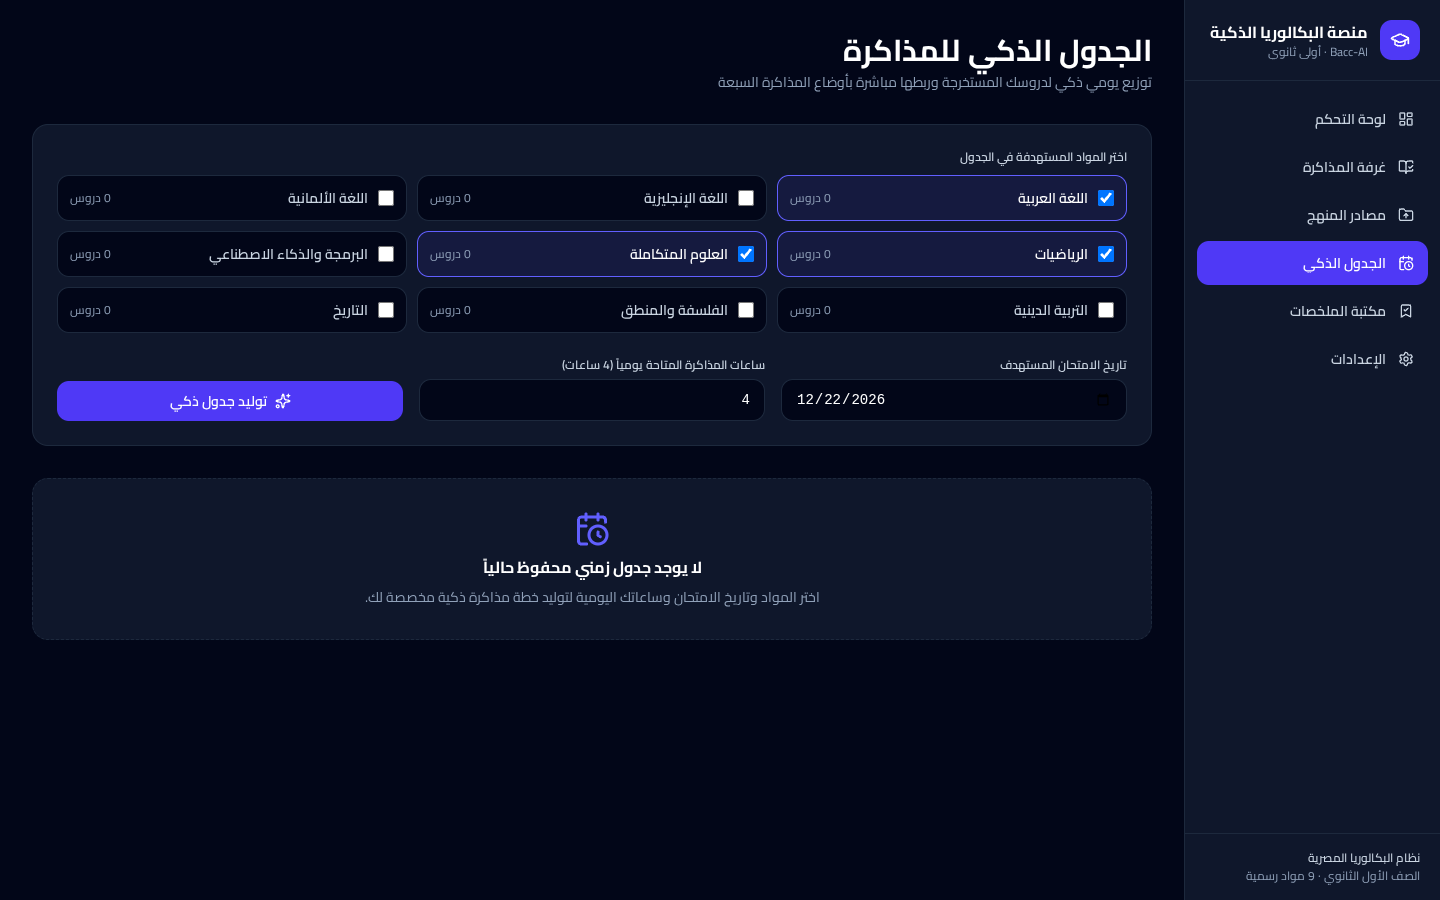 منصة البكالوريا الذكية
Bacc-AI · أولى ثانوي
لوحة التحكم
غرفة المذاكرة
مصادر المنهج
الجدول الذكي
مكتبة الملخصات
الإعدادات
نظام البكالوريا المصرية
الصف الأول الثانوي · 9 مواد رسمية
الجدول الذكي للمذاكرة
توزيع يومي ذكي لدروسك المستخرجة وربطها مباشرة بأوضاع المذاكرة السبعة
اختر المواد المستهدفة في الجدول
اللغة العربية 0 دروس
اللغة الإنجليزية 0 دروس
اللغة الألمانية 0 دروس
الرياضيات 0 دروس
العلوم المتكاملة 0 دروس
البرمجة والذكاء الاصطناعي 0 دروس
التربية الدينية 0 دروس
الفلسفة والمنطق 0 دروس
التاريخ 0 دروس
تاريخ الامتحان المستهدف
12/22/2026
ساعات المذاكرة المتاحة يومياً (4 ساعات)
4
توليد جدول ذكي
لا يوجد جدول زمني محفوظ حالياً
اختر المواد وتاريخ الامتحان وساعاتك اليومية لتوليد خطة مذاكرة ذكية مخصصة لك.